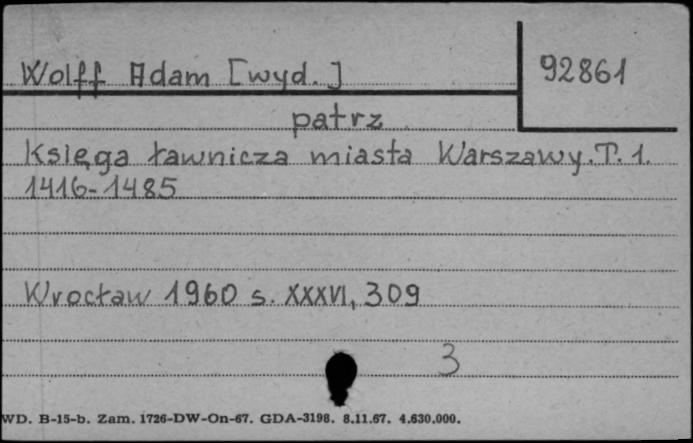 Wolff Adam [wyd.]
92861
patrz
Księga ławnicza miasta Warszawy. T. 1.
1416-1485
Wrocław 1960 s. XXXVI, 309
3
WD. B-15-b. Zam. 1726-DW-On-67. GDA-3198. 8.11.67. 4.630.000.